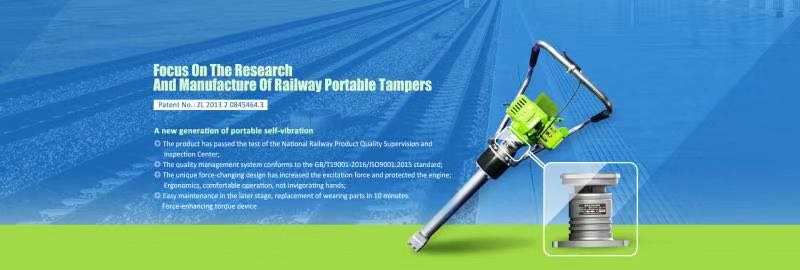 Focus On The Research
And Manufacture Of Railway Portable Tampers
Patent No.: ZL 2013 2 0845464.3
A new generation of portable self-vibration
The product has passed the test of the National Railway Product Quality Supervision and
Inspection Center;
The quality management system conforms to the GB/T19001-2016/ISO9001:2015 standard;
The unique force-changing design has increased the excitation force and protected the engine;
Ergonomics, comfortable operation, not invigorating hands;
Easy maintenance in the later stage, replacement of wearing parts in 10 minutes.
Force-enhancing torque device